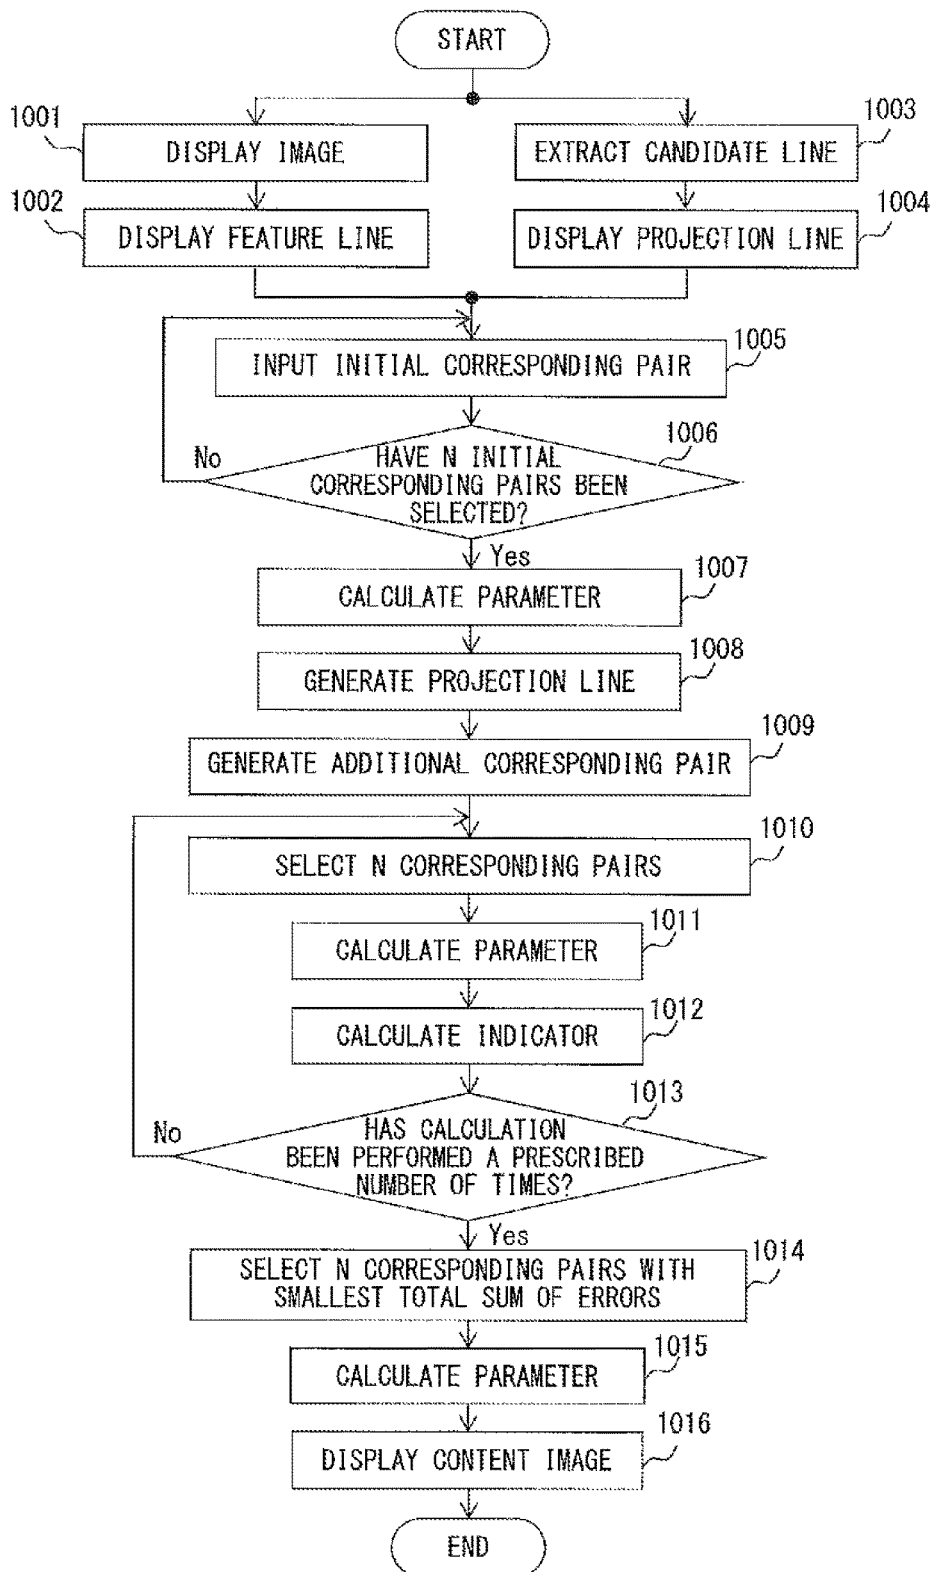 START
1001
DISPLAY IMAGE
1003
EXTRACT CANDIDATE LINE
1002
DISPLAY FEATURE LINE
1004
DISPLAY PROJECTION LINE
1005
INPUT INITIAL CORRESPONDING PAIR
1006
No
HAVE N INITIAL
CORRESPONDING PAIRS BEEN
SELECTED?
Yes
1007
CALCULATE PARAMETER
1008
GENERATE PROJECTION LINE
1009
GENERATE ADDITIONAL CORRESPONDING PAIR
1010
SELECT N CORRESPONDING PAIRS
1011
CALCULATE PARAMETER
1012
CALCULATE INDICATOR
1013
No
HAS CALCULATION
BEEN PERFORMED A PRESCRIBED
NUMBER OF TIMES?
Yes
1014
SELECT N CORRESPONDING PAIRS WITH
SMALLEST TOTAL SUM OF ERRORS
1015
CALCULATE PARAMETER
1016
DISPLAY CONTENT IMAGE
END